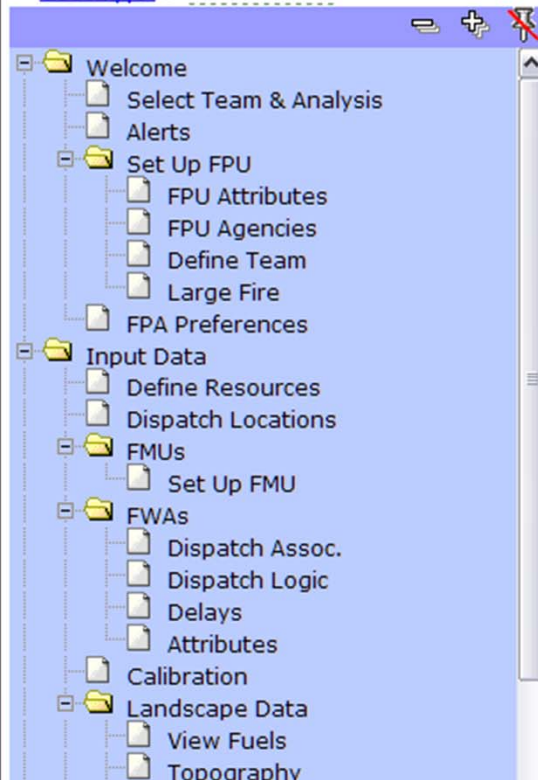 Welcome
Select Team & Analysis
Alerts
Set Up FPU
FPU Attributes
FPU Agencies
Define Team
Large Fire
FPA Preferences
Input Data
Define Resources
Dispatch Locations
FMUs
Set Up FMU
FWAs
Dispatch Assoc.
Dispatch Logic
Delays
Attributes
Calibration
Landscape Data
View Fuels
Topography